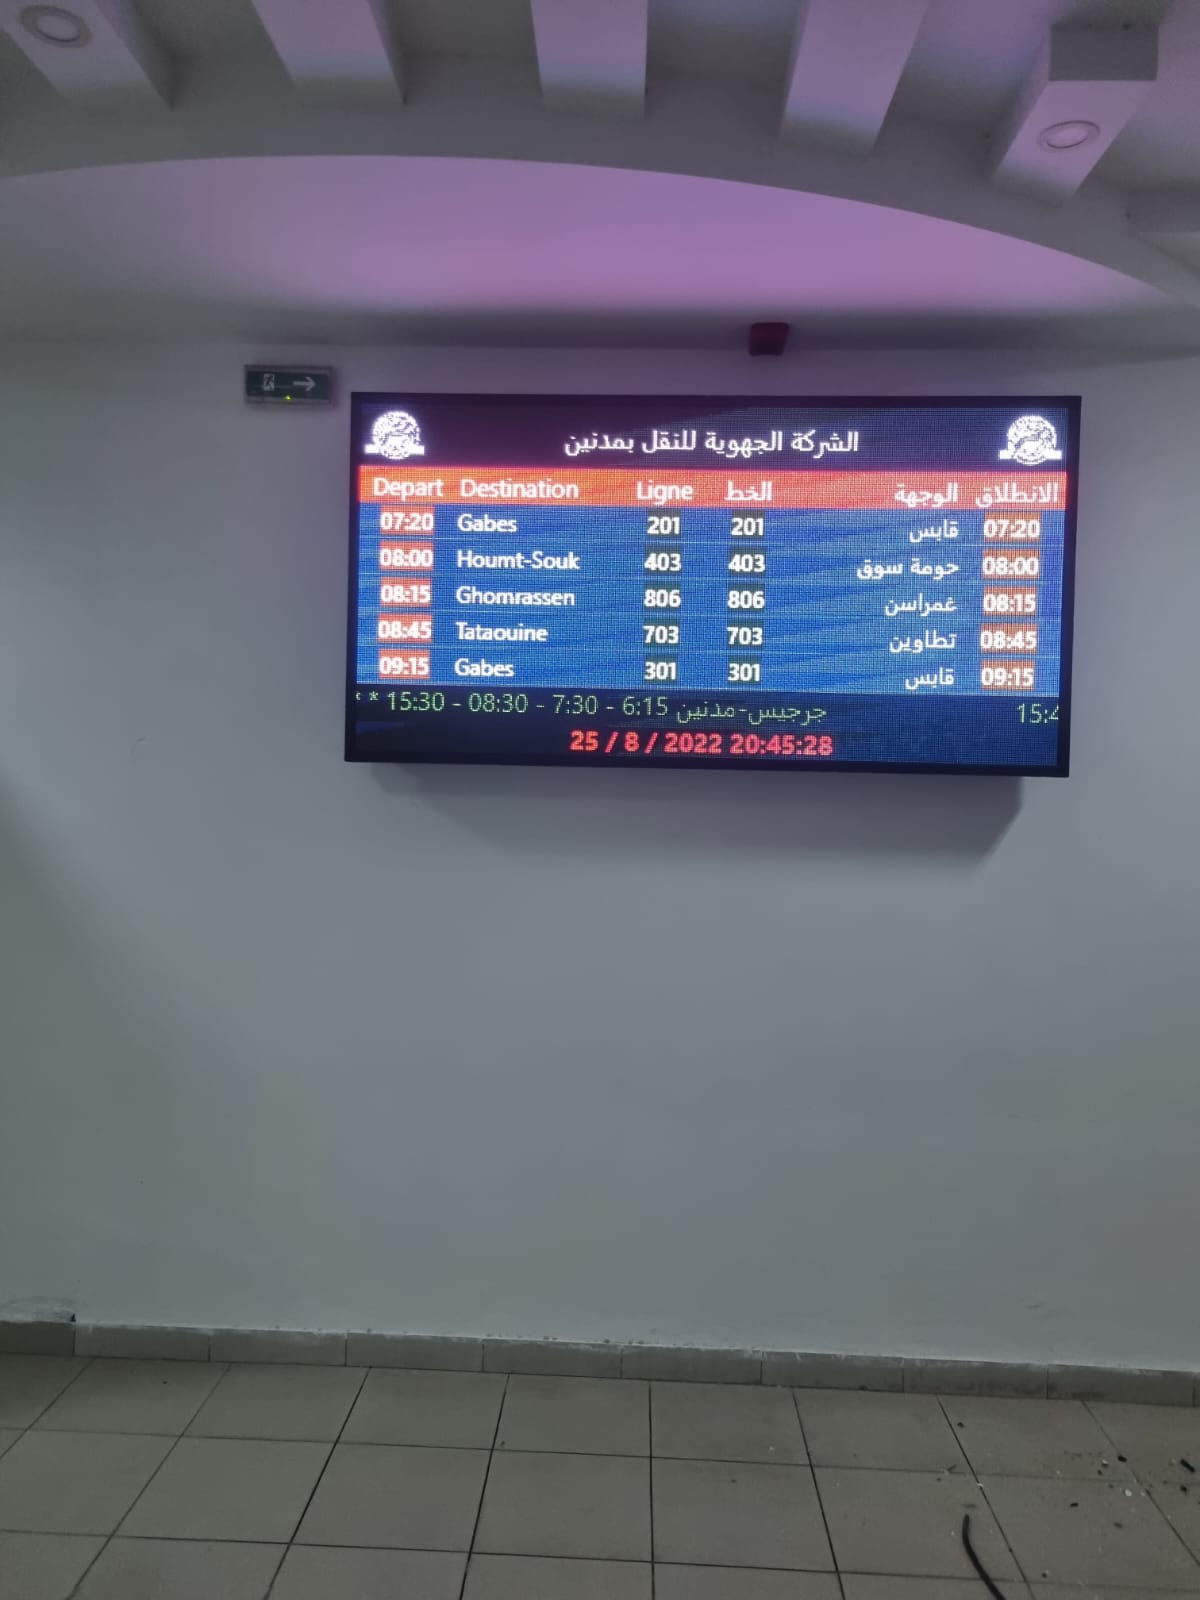 الشركة الجهوية للنقل بمدنين
Depart Destination Ligne الخط الوجهة الانطلاق
07:20 Gabes 201 201 قابس 07:20
08:00 Houmt-Souk 403 403 حومة سوق 08:00
08:15 Ghomrassen 806 806 غمراسن 08:15
08:45 Tataouine 703 703 تطاوين 08:45
09:15 Gabes 301 301 قابس 09:15
* 15:30 - 08:30 - 7:30 - 6:15 جرجيس-مدنين 15:4
25 / 8 / 2022 20:45:28